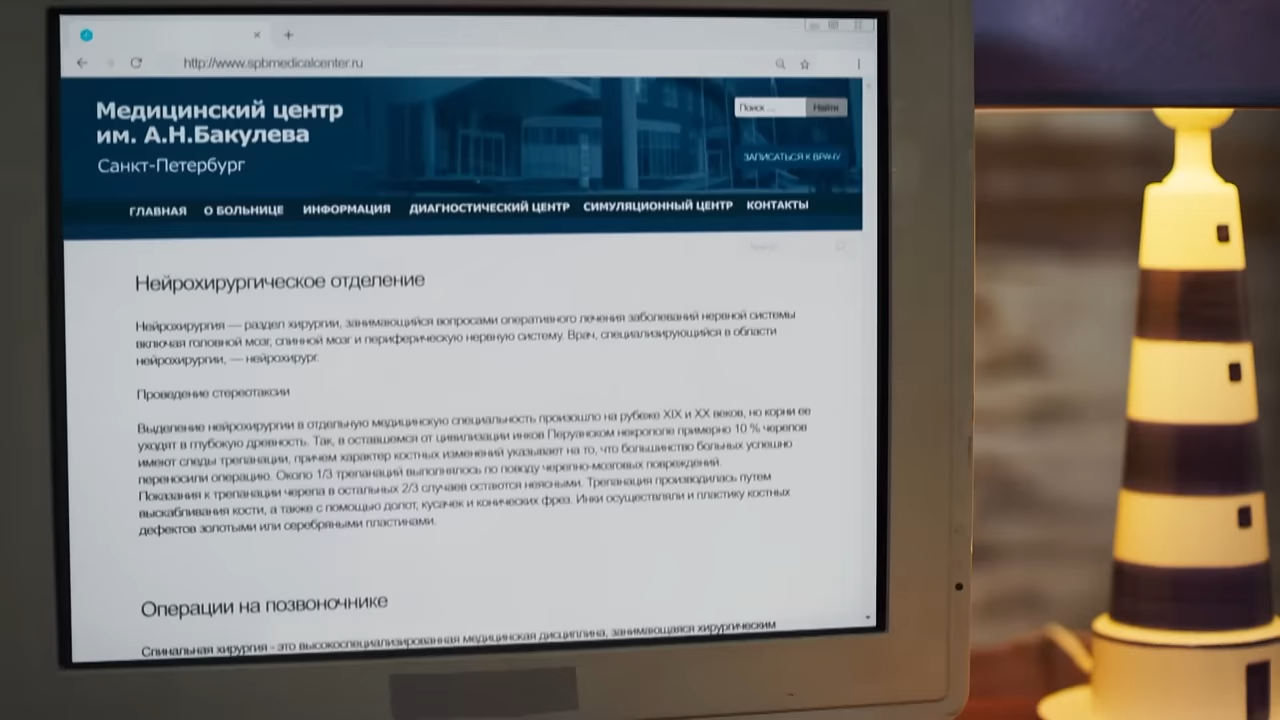 http://www.spbmedicalcenter.ru
Медицинский центр
им. А.Н.Бакулева
Санкт-Петербург
Поиск ...
Найти
ЗАПИСАТЬСЯ К ВРАЧУ
ГЛАВНАЯ О БОЛЬНИЦЕ ИНФОРМАЦИЯ ДИАГНОСТИЧЕСКИЙ ЦЕНТР СИМУЛЯЦИОННЫЙ ЦЕНТР КОНТАКТЫ
Нейрохирургическое отделение
Нейрохирургия — раздел хирургии, занимающийся вопросами оперативного лечения заболеваний нервной системы
включая головной мозг, спинной мозг и периферическую нервную систему. Врач, специализирующийся в области
нейрохирургии, — нейрохирург.
Проведение стереотаксии
Выделение нейрохирургии в отдельную медицинскую специальность произошло на рубеже XIX и XX веков, но корни ее
уходят в глубокую древность. Так, в оставшемся от цивилизации инков Перуанском некрополе примерно 10 % черепов
имеют следы трепанации, причем характер костных изменений указывает на то, что большинство больных успешно
переносили операцию. Около 1/3 трепанаций выполнялось по поводу черепно-мозговых повреждений.
Показания к трепанации черепа в остальных 2/3 случаев остаются неясными. Трепанация производилась путем
выскабливания кости, а также с помощью долот, кусачек и конических фрез. Инки осуществляли и пластику костных
дефектов золотыми или серебряными пластинами.
Операции на позвоночнике
Спинальная хирургия - это высокоспециализированная медицинская дисциплина, занимающаяся хирургическим